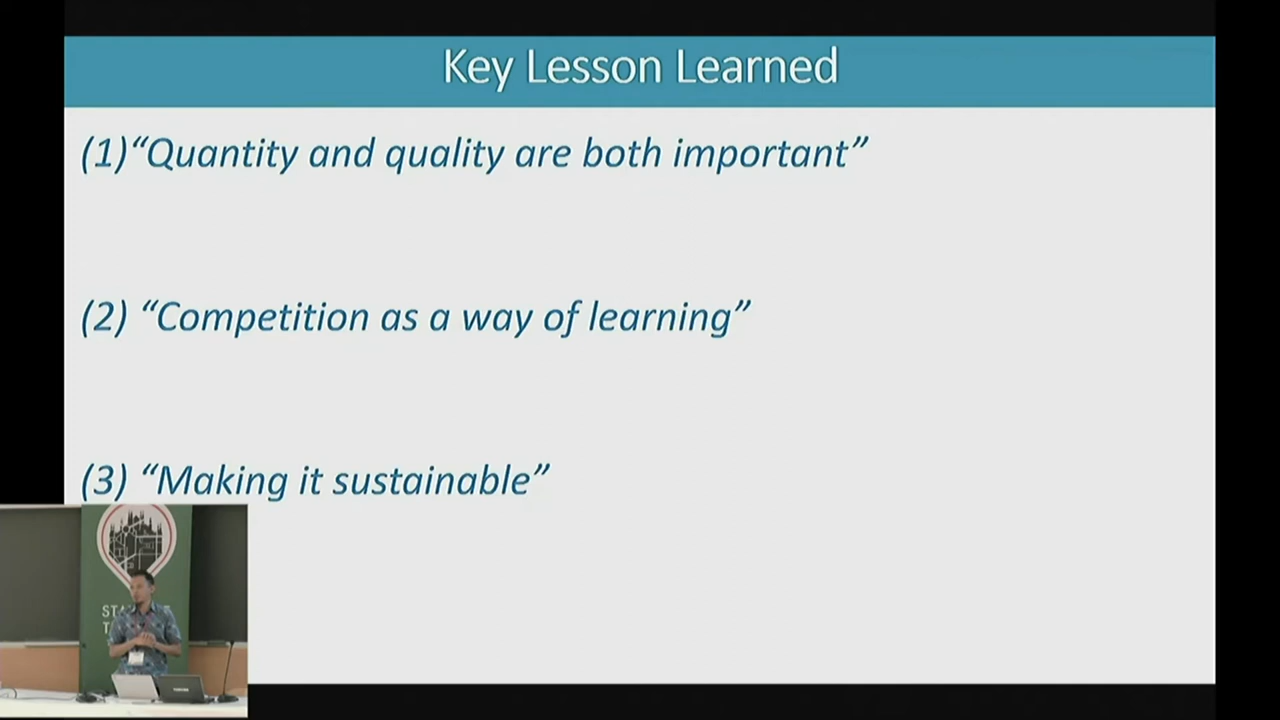 Key Lesson Learned
(1)“Quantity and quality are both important”
(2) “Competition as a way of learning”
(3) “Making it sustainable”